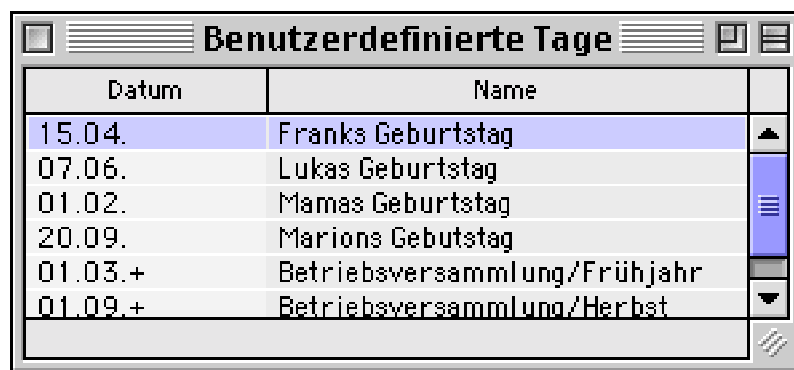 Benutzerdefinierte Tage
Datum Name
15.04. Franks Geburtstag
07.06. Lukas Geburtstag
01.02. Mamas Geburtstag
20.09. Marions Gebutstag
01.03.+ Betriebsversammlung/Frühjahr
01.09.+ Betriebsversammlung/Herbst